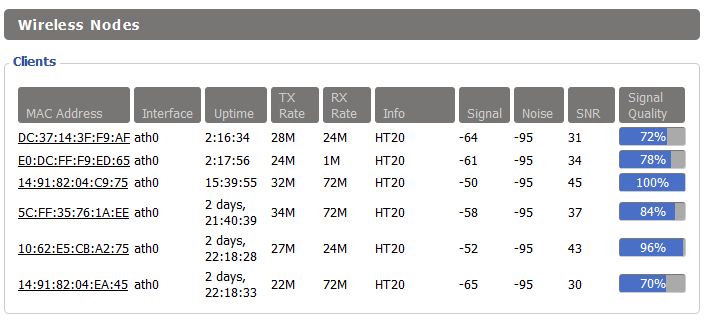 Wireless Nodes
Clients
MAC Address Interface Uptime TX Rate RX Rate Info Signal Noise SNR Signal Quality
DC:37:14:3F:F9:AF ath0 2:16:34 28M 24M HT20 -64 -95 31 72%
E0:DC:FF:F9:ED:65 ath0 2:17:56 24M 1M HT20 -61 -95 34 78%
14:91:82:04:C9:75 ath0 15:39:55 32M 72M HT20 -50 -95 45 100%
5C:FF:35:76:1A:EE ath0 2 days, 21:40:39 34M 72M HT20 -58 -95 37 84%
10:62:E5:CB:A2:75 ath0 2 days, 22:18:28 27M 24M HT20 -52 -95 43 96%
14:91:82:04:EA:45 ath0 2 days, 22:18:33 22M 72M HT20 -65 -95 30 70%